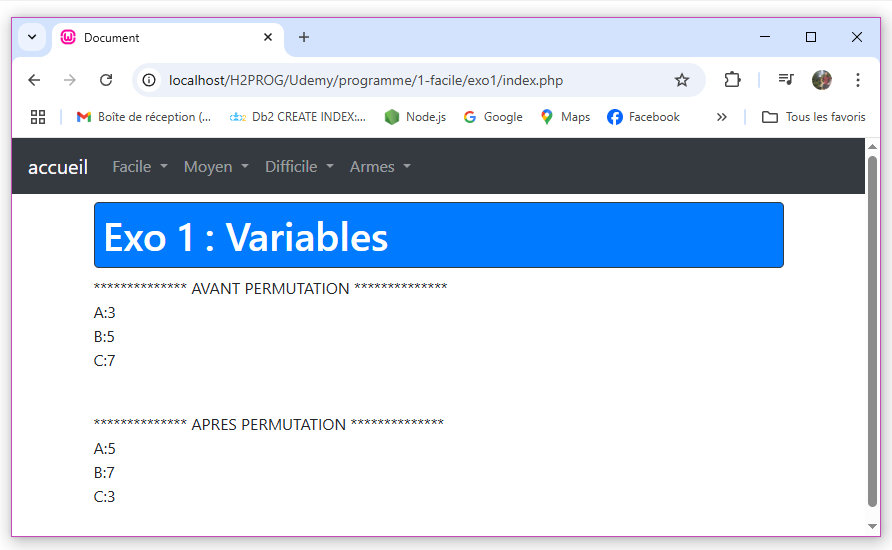 Document
localhost/H2PROG/Udemy/programme/1-facile/exo1/index.php
Boîte de réception (... Db2 CREATE INDEX:... Node.js Google Maps Facebook Tous les favoris
accueil Facile Moyen Difficile Armes
Exo 1 : Variables
************** AVANT PERMUTATION **************
A:3
B:5
C:7
************** APRES PERMUTATION **************
A:5
B:7
C:3